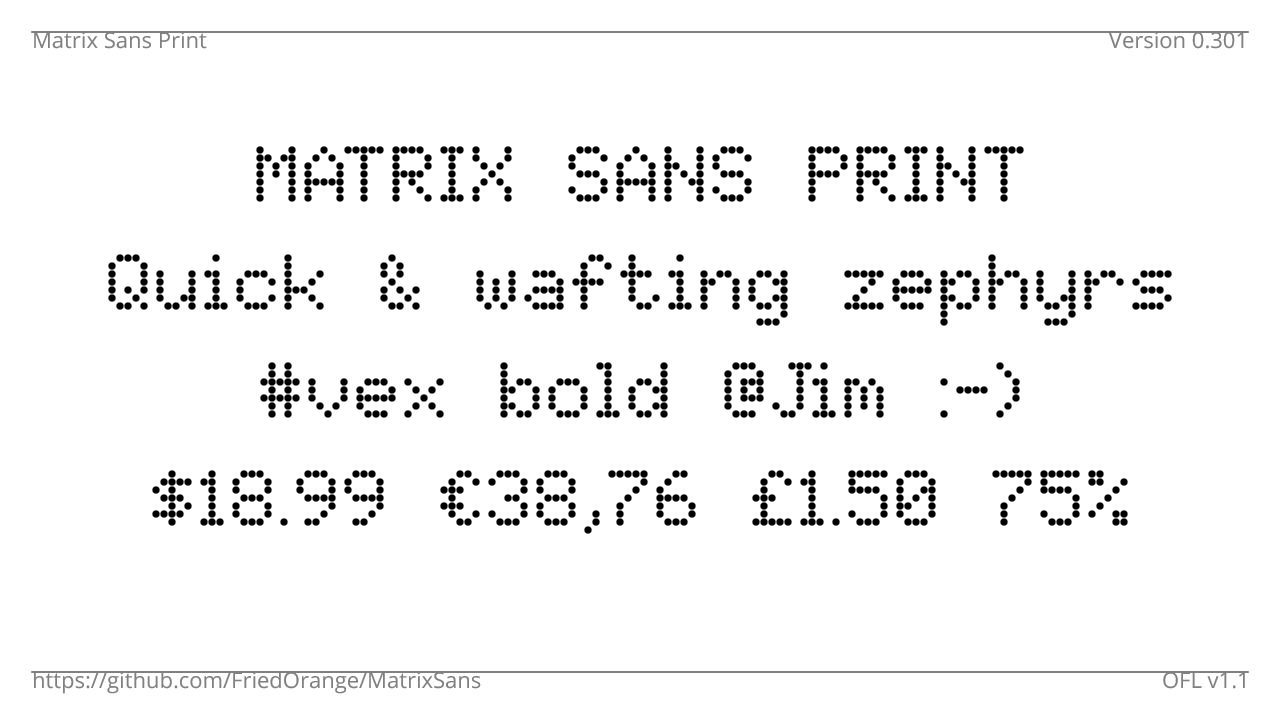 Matrix Sans Print
Version 0.301
MATRIX SANS PRINT
Quick & wafting zephyrs
#vex bold @Jim :-)
$18.99 €38,76 £1.50 75%
https://github.com/FriedOrange/MatrixSans
OFL v1.1